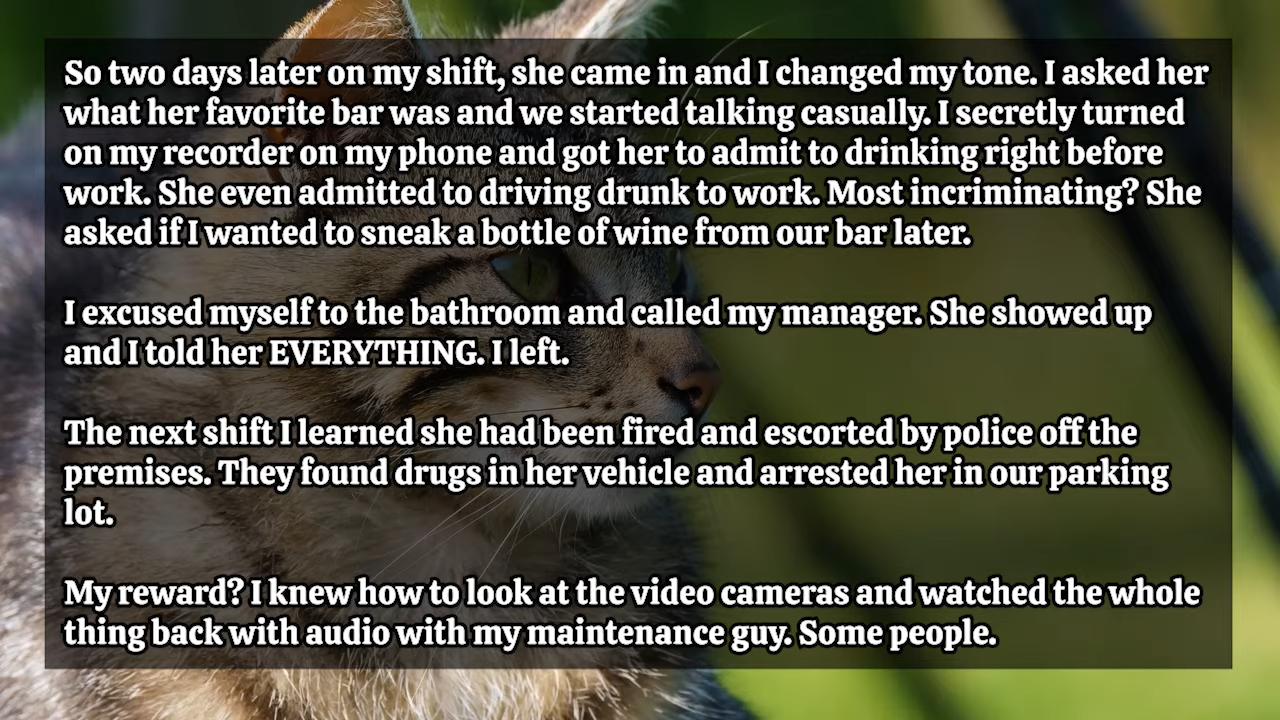 So two days later on my shift, she came in and I changed my tone. I asked her
what her favorite bar was and we started talking casually. I secretly turned
on my recorder on my phone and got her to admit to drinking right before
work. She even admitted to driving drunk to work. Most incriminating? She
asked if I wanted to sneak a bottle of wine from our bar later.
I excused myself to the bathroom and called my manager. She showed up
and I told her EVERYTHING. I left.
The next shift I learned she had been fired and escorted by police off the
premises. They found drugs in her vehicle and arrested her in our parking
lot.
My reward? I knew how to look at the video cameras and watched the whole
thing back with audio with my maintenance guy. Some people.